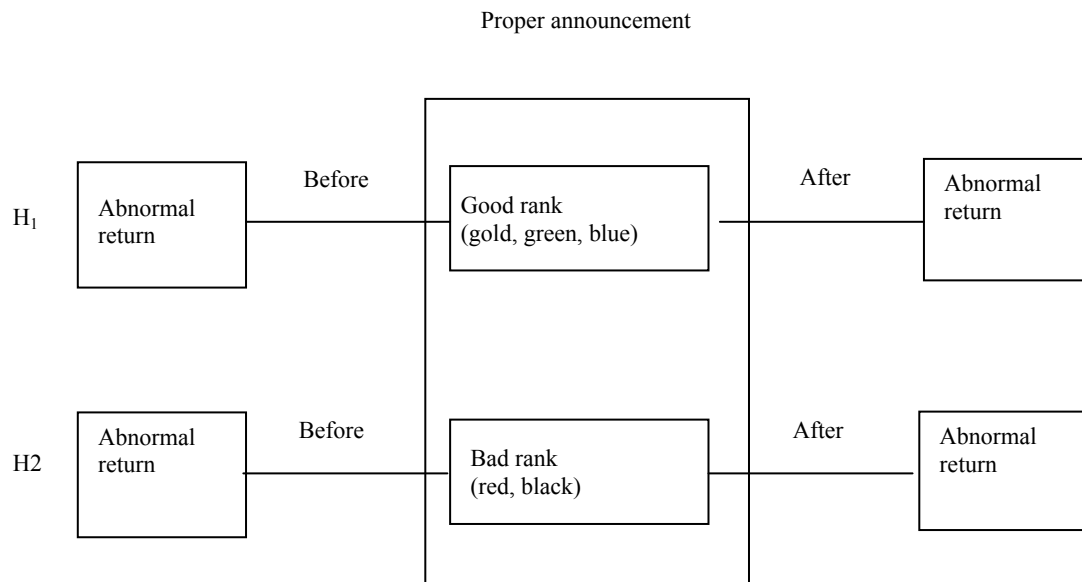 Proper announcement
H₁
Abnormal
return
Before
Good rank
(gold, green, blue)
After
Abnormal
return
H2
Abnormal
return
Before
Bad rank
(red, black)
After
Abnormal
return